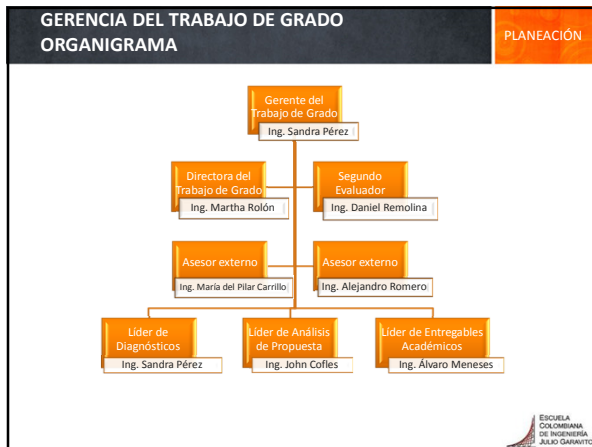 GERENCIA DEL TRABAJO DE GRADO
ORGANIGRAMA
PLANEACIÓN
Gerente del
Trabajo de Grado
Ing. Sandra Pérez
Directora del
Trabajo de Grado
Ing. Martha Rolón
Segundo
Evaluador
Ing. Daniel Remolina
Asesor externo
Ing. María del Pilar Carrillo
Asesor externo
Ing. Alejandro Romero
Líder de
Diagnósticos
Ing. Sandra Pérez
Líder de Análisis
de Propuesta
Ing. John Cofles
Líder de Entregables
Académicos
Ing. Álvaro Meneses
ESCUELA
COLOMBIANA
DE INGENIERÍA
JULIO GARAVITO